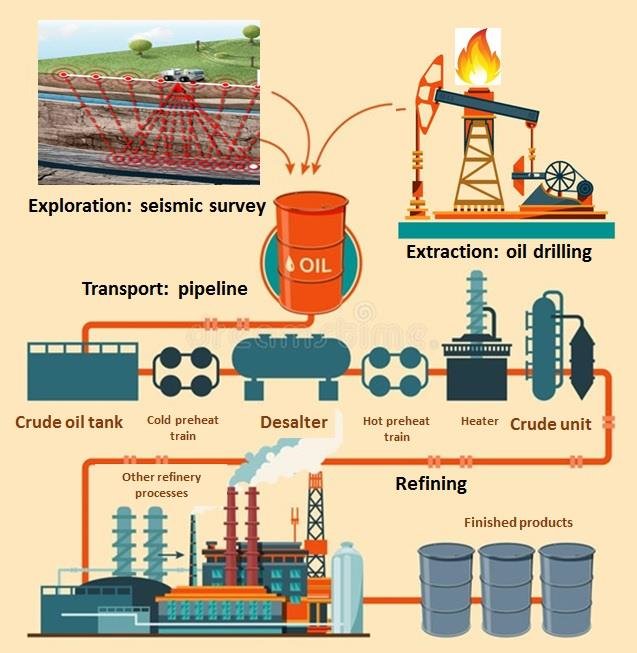 Exploration: seismic survey
Extraction: oil drilling
OIL
Transport: pipeline
dreamstime.
Crude oil tank
Cold preheat
train
Desalter
Hot preheat
train
Heater
Crude unit
Other refinery
processes
Refining
Finished products